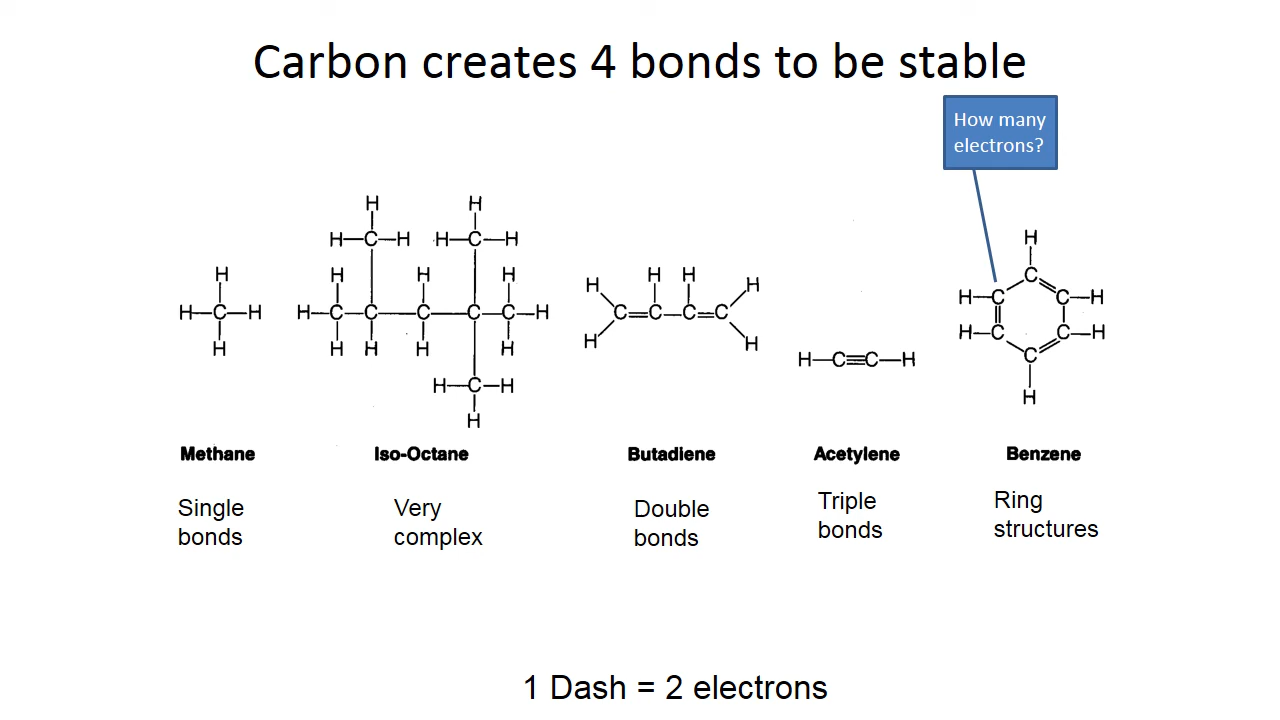 Carbon creates 4 bonds to be stable
How many
electrons?
H H
H-C-H H-C-H
H H H
H-C-C-C-C-C-H
H H H H
H-C-H
H
H
H-C-H
H
H H H H
C=C-C=C
H H
H-C≡C-H
H
C
H-C C-H
H-C C-H
C
H
Methane
Iso-Octane
Butadiene
Acetylene
Benzene
Single
bonds
Very
complex
Double
bonds
Triple
bonds
Ring
structures
1 Dash = 2 electrons